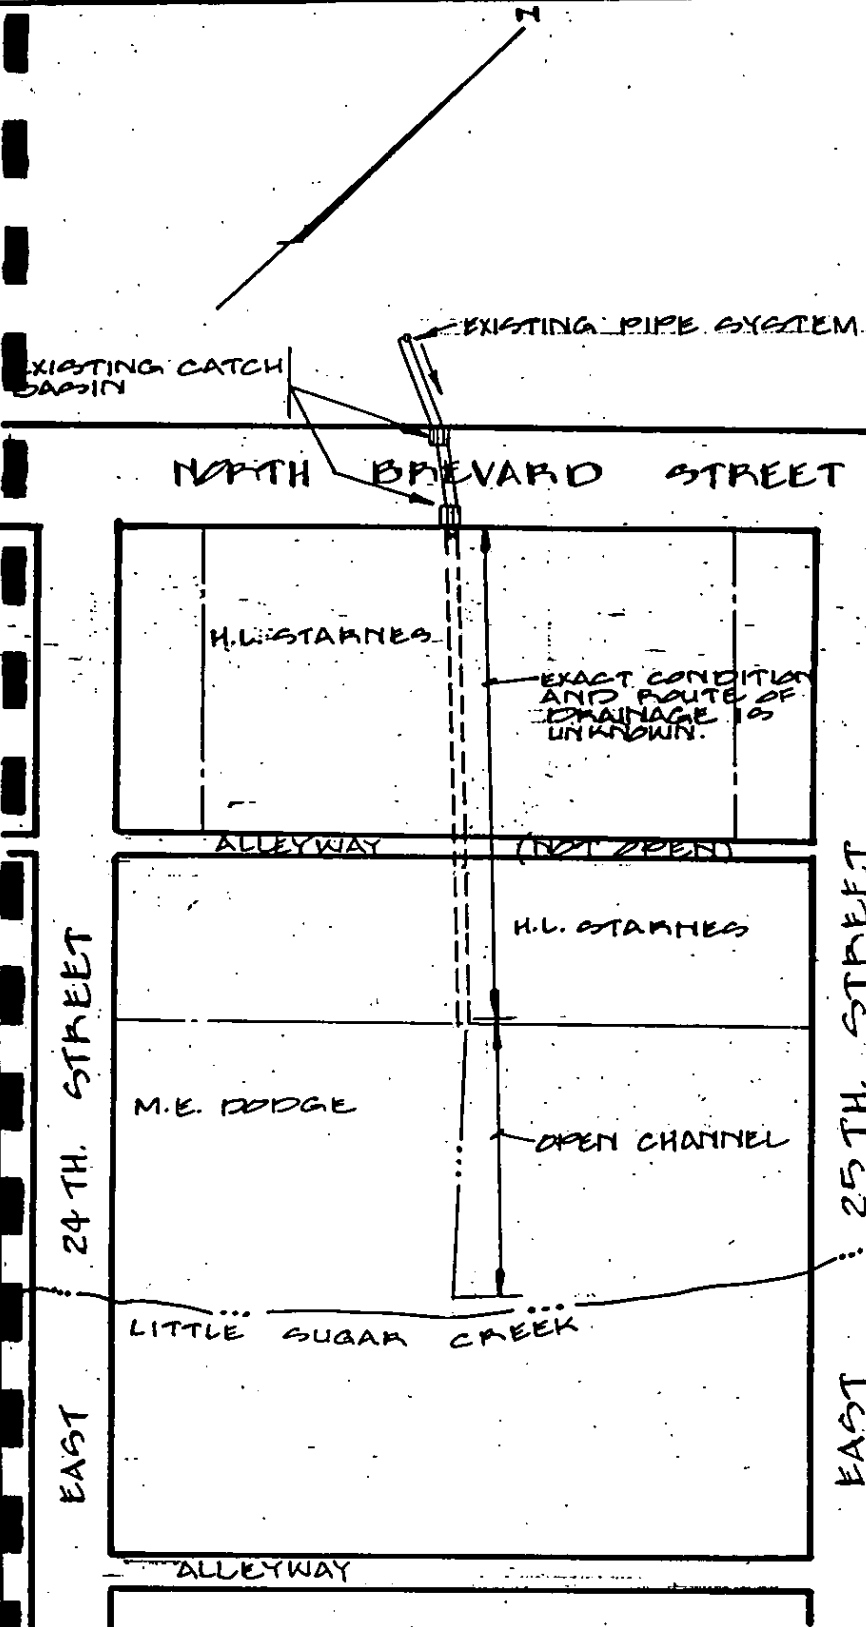 N
EXISTING PIPE SYSTEM
EXISTING CATCH
BASIN
NORTH BREVARD STREET
H.L. STARNES
EXACT CONDITION
AND ROUTE OF
DRAINAGE IS
UNKNOWN.
ALLEYWAY (NOT OPEN)
H.L. STARNES
EAST 24TH. STREET
EAST 25TH. STREET
M.E. DODGE
OPEN CHANNEL
LITTLE SUGAR CREEK
ALLEYWAY